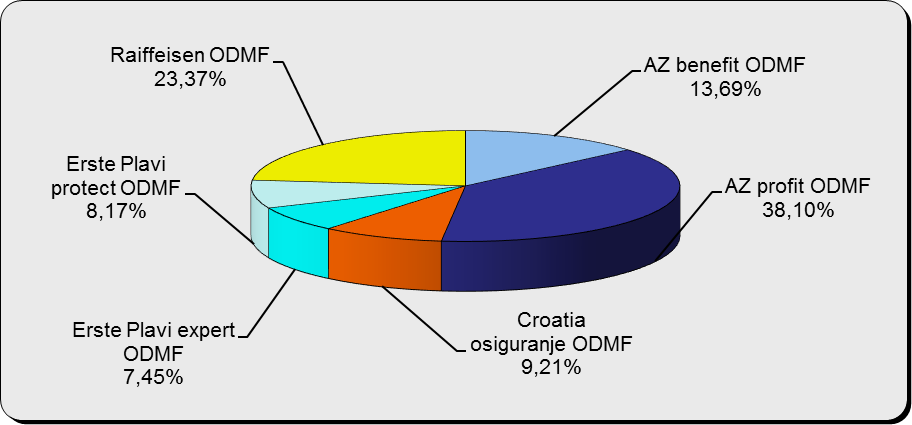 Raiffeisen ODMF
23,37%
AZ benefit ODMF
13,69%
Erste Plavi
protect ODMF
8,17%
AZ profit ODMF
38,10%
Erste Plavi expert
ODMF
7,45%
Croatia
osiguranje ODMF
9,21%